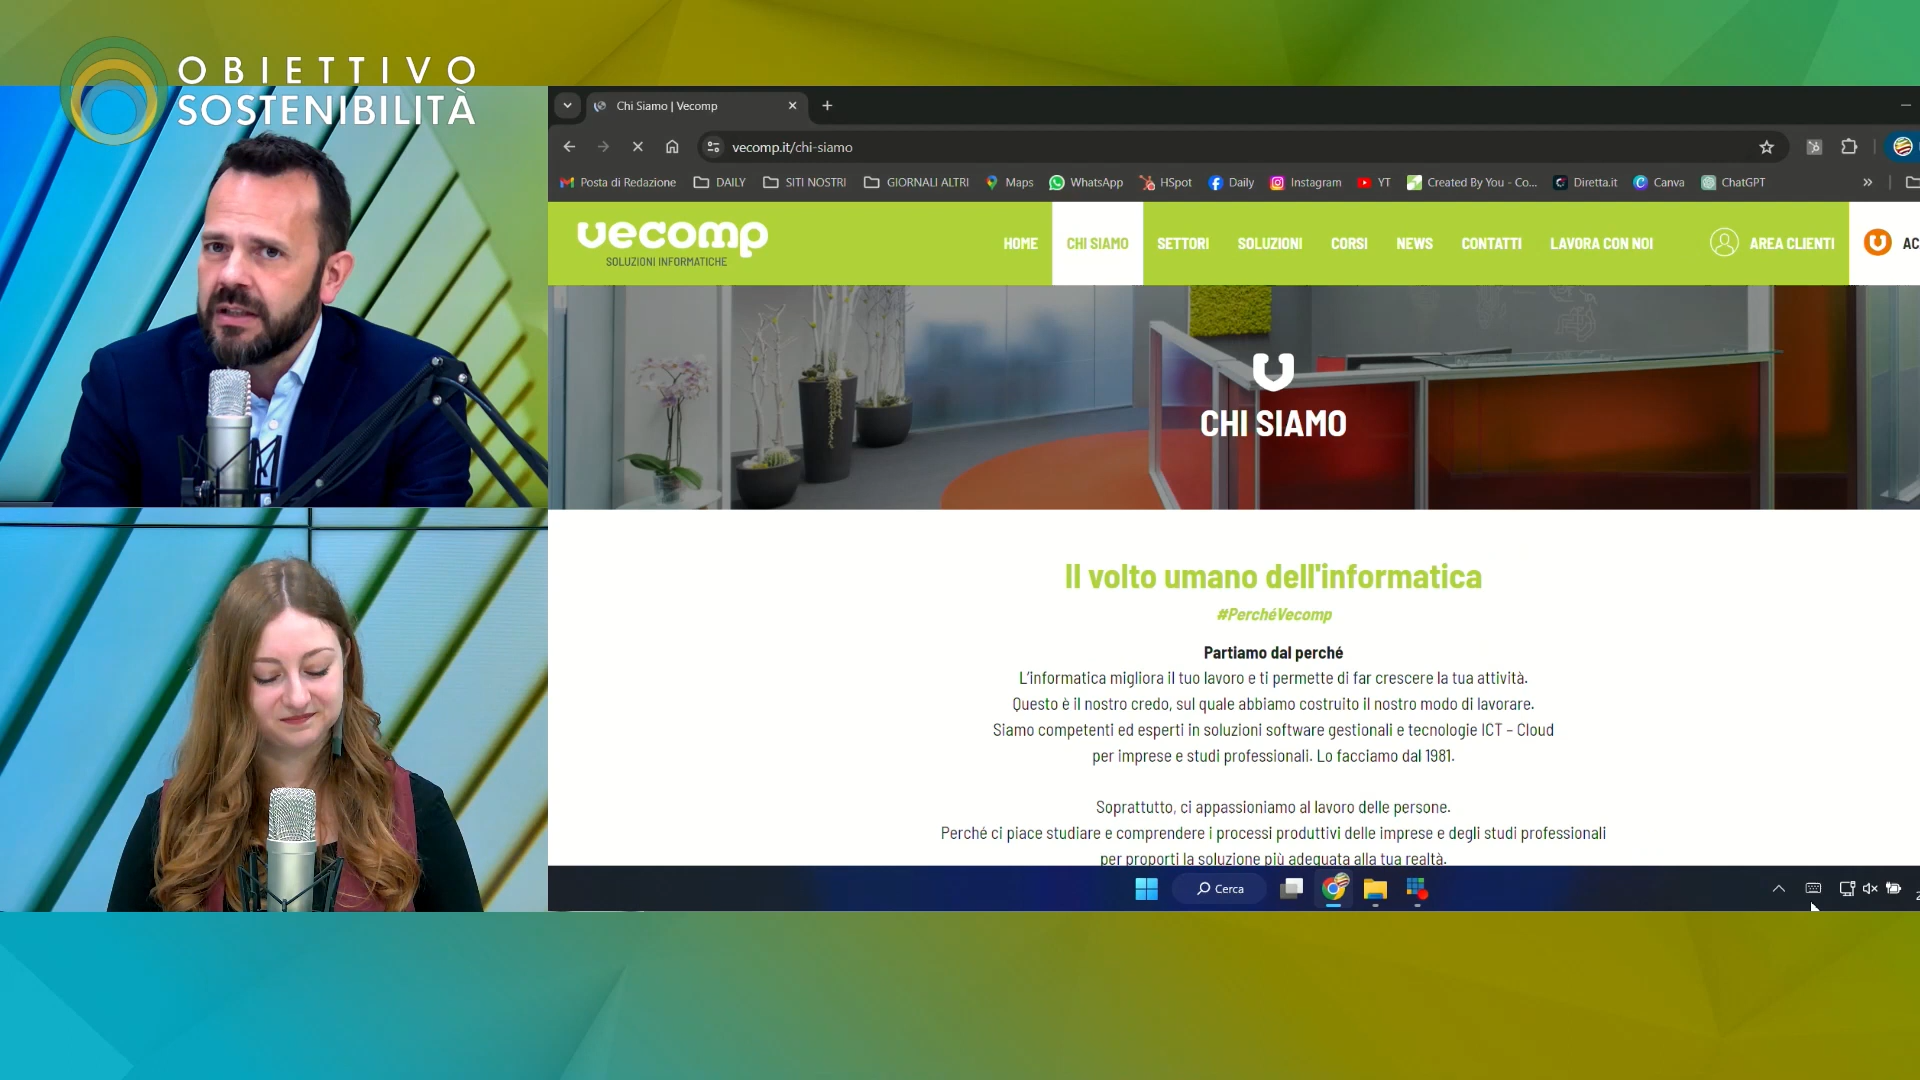 OBIETTIVO
SOSTENIBILITÀ
Chi Siamo | Vecomp
vecomp.it/chi-siamo
Posta di Redazione DAILY SITI NOSTRI GIORNALI ALTRI Maps WhatsApp HSpot Daily Instagram YT Created By You - Co... Diretta.it Canva ChatGPT
vecomp
SOLUZIONI INFORMATICHE
HOME CHI SIAMO SETTORI SOLUZIONI CORSI NEWS CONTATTI LAVORA CON NOI AREA CLIENTI
CHI SIAMO
Il volto umano dell'informatica
#PerchéVecomp
Partiamo dal perché
L'informatica migliora il tuo lavoro e ti permette di far crescere la tua attività.
Questo è il nostro credo, sul quale abbiamo costruito il nostro modo di lavorare.
Siamo competenti ed esperti in soluzioni software gestionali e tecnologie ICT – Cloud
per imprese e studi professionali. Lo facciamo dal 1981.
Soprattutto, ci appassioniamo al lavoro delle persone.
Perché ci piace studiare e comprendere i processi produttivi delle imprese e degli studi professionali
per proporti la soluzione più adeguata alla tua realtà.
Cerca